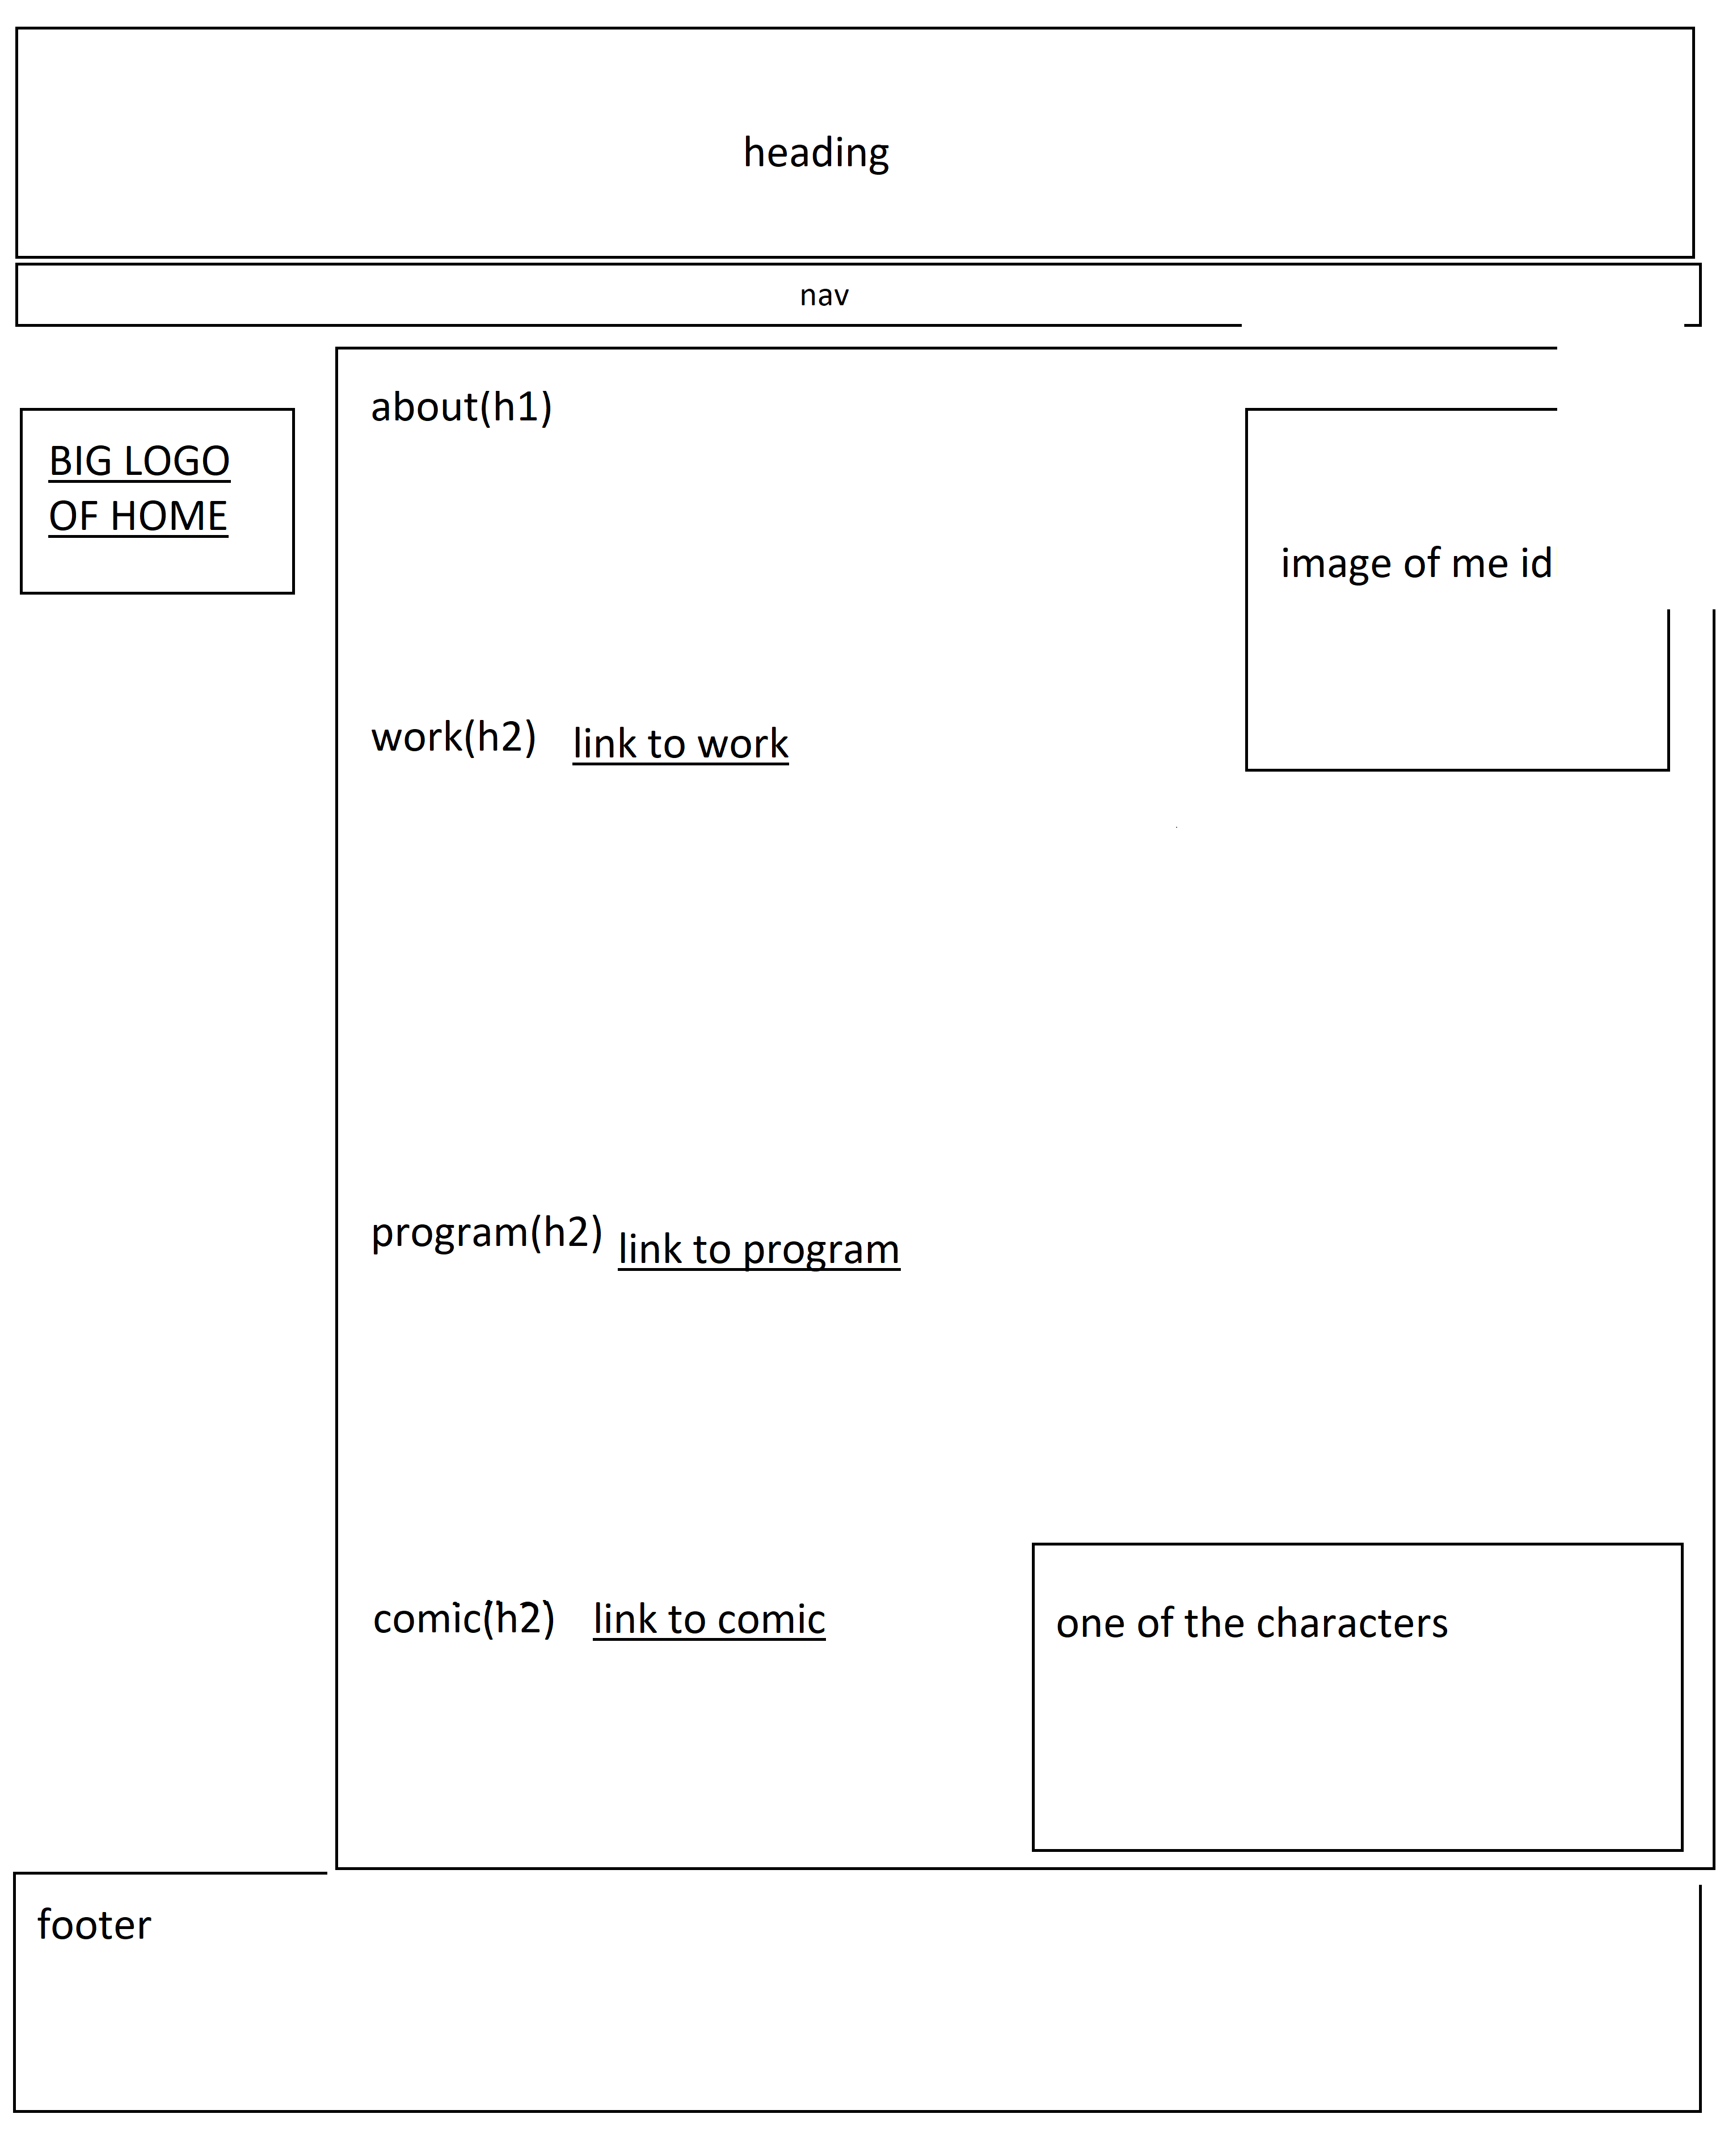 heading
nav
about(h1)
BIG LOGO
OF HOME
image of me id
work(h2) link to work
program(h2) link to program
comic(h2) link to comic
one of the characters
footer